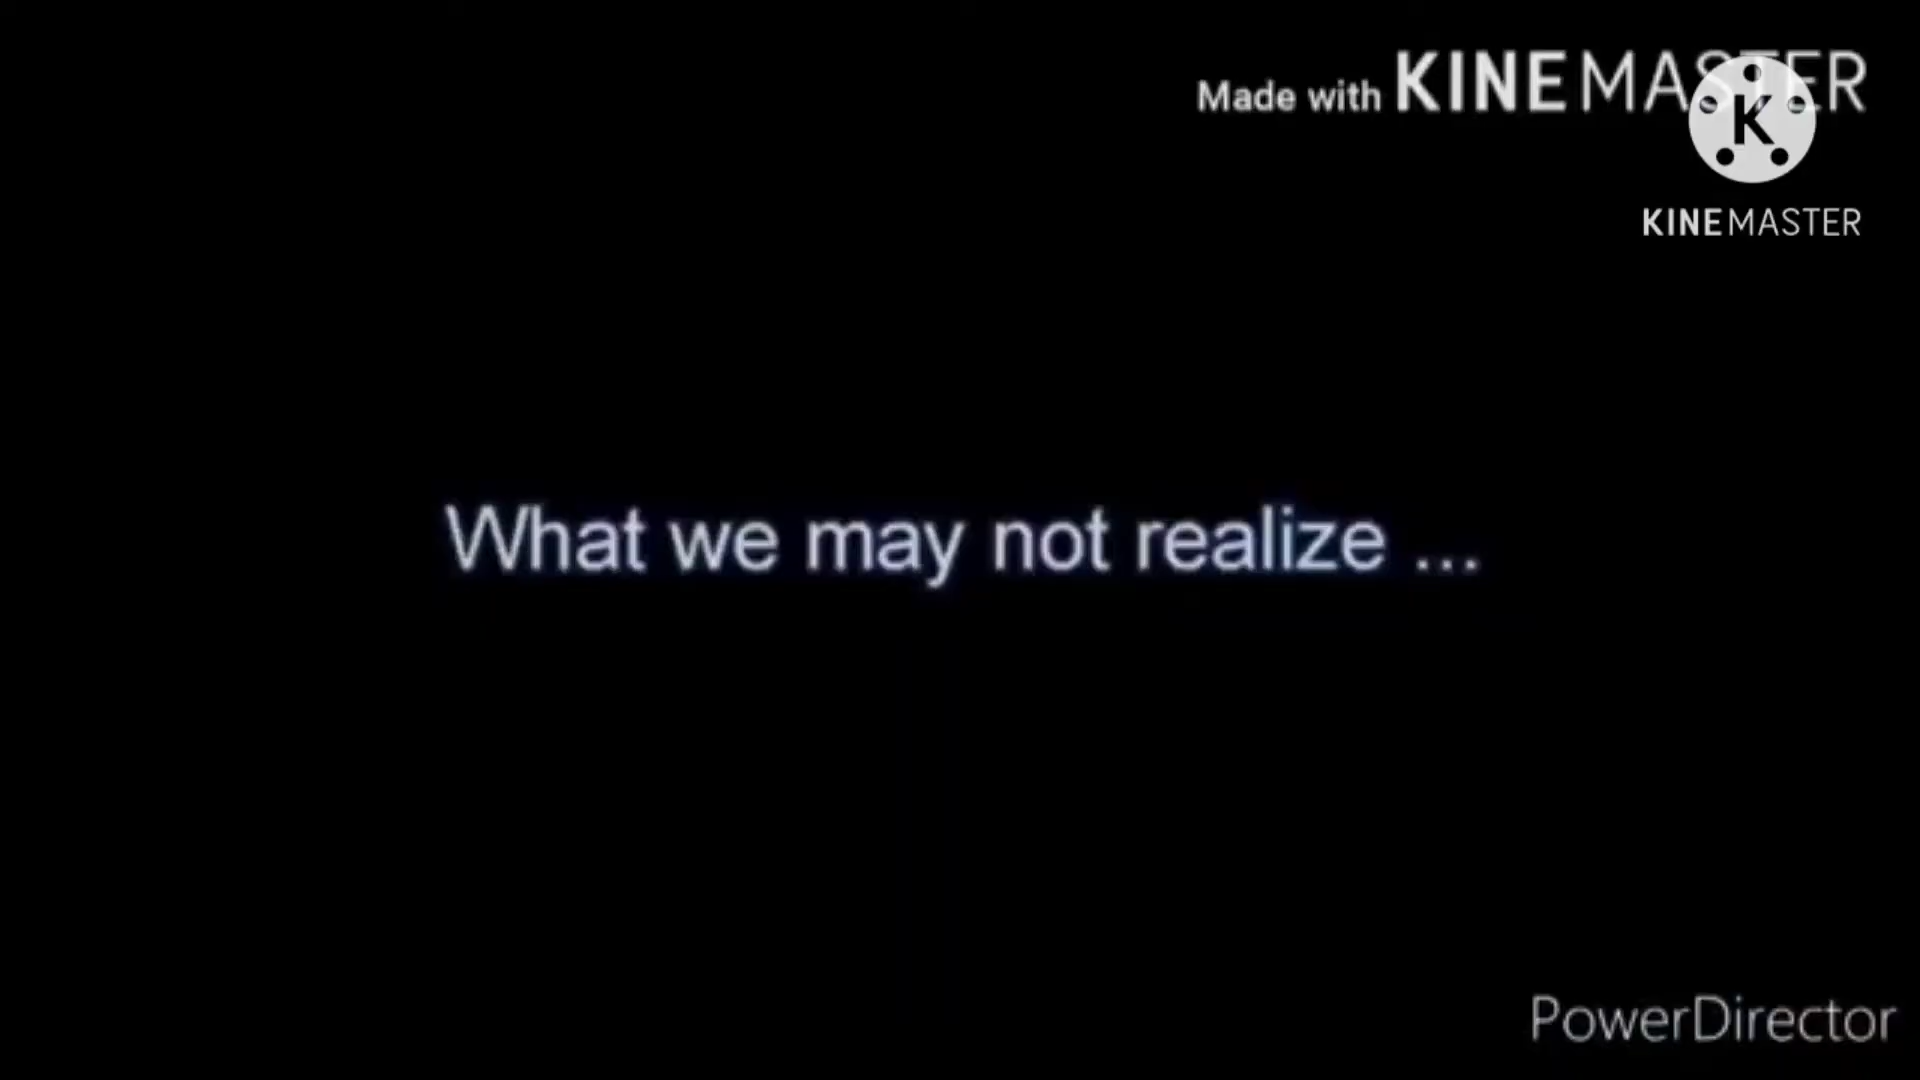 Made with KINEMASTER
K
KINEMASTER
What we may not realize ...
PowerDirector